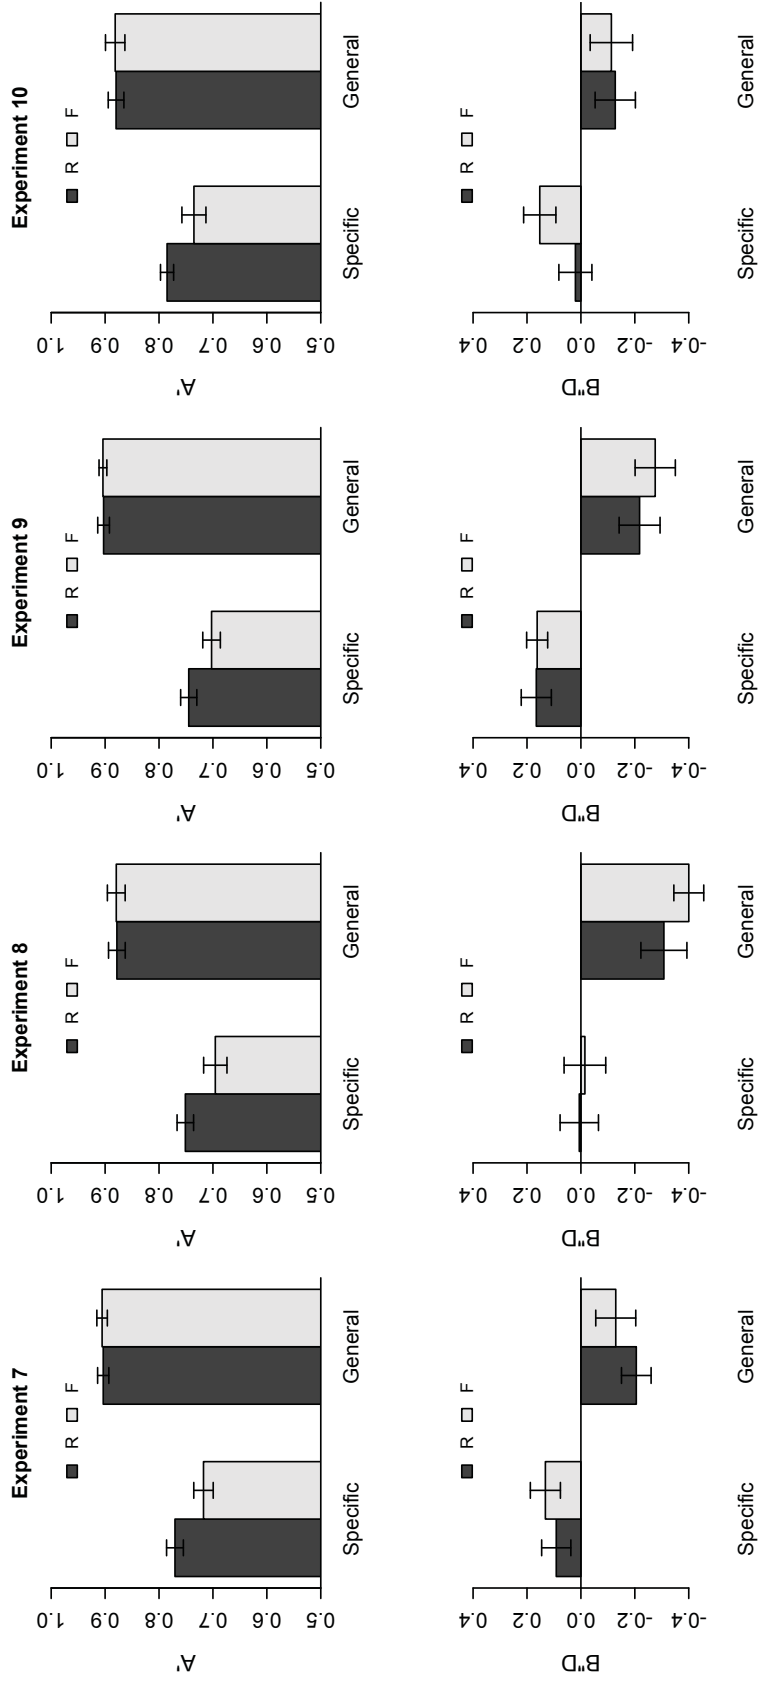 Experiment 7
R F
A'
1.0
0.9
0.8
0.7
0.6
0.5
Specific General
Experiment 8
R F
A'
1.0
0.9
0.8
0.7
0.6
0.5
Specific General
Experiment 9
R F
A'
1.0
0.9
0.8
0.7
0.6
0.5
Specific General
Experiment 10
R F
A'
1.0
0.9
0.8
0.7
0.6
0.5
Specific General
R F
B''D
0.4
0.2
0.0
-0.2
-0.4
Specific General
R F
B''D
0.4
0.2
0.0
-0.2
-0.4
Specific General
R F
B''D
0.4
0.2
0.0
-0.2
-0.4
Specific General
R F
B''D
0.4
0.2
0.0
-0.2
-0.4
Specific General